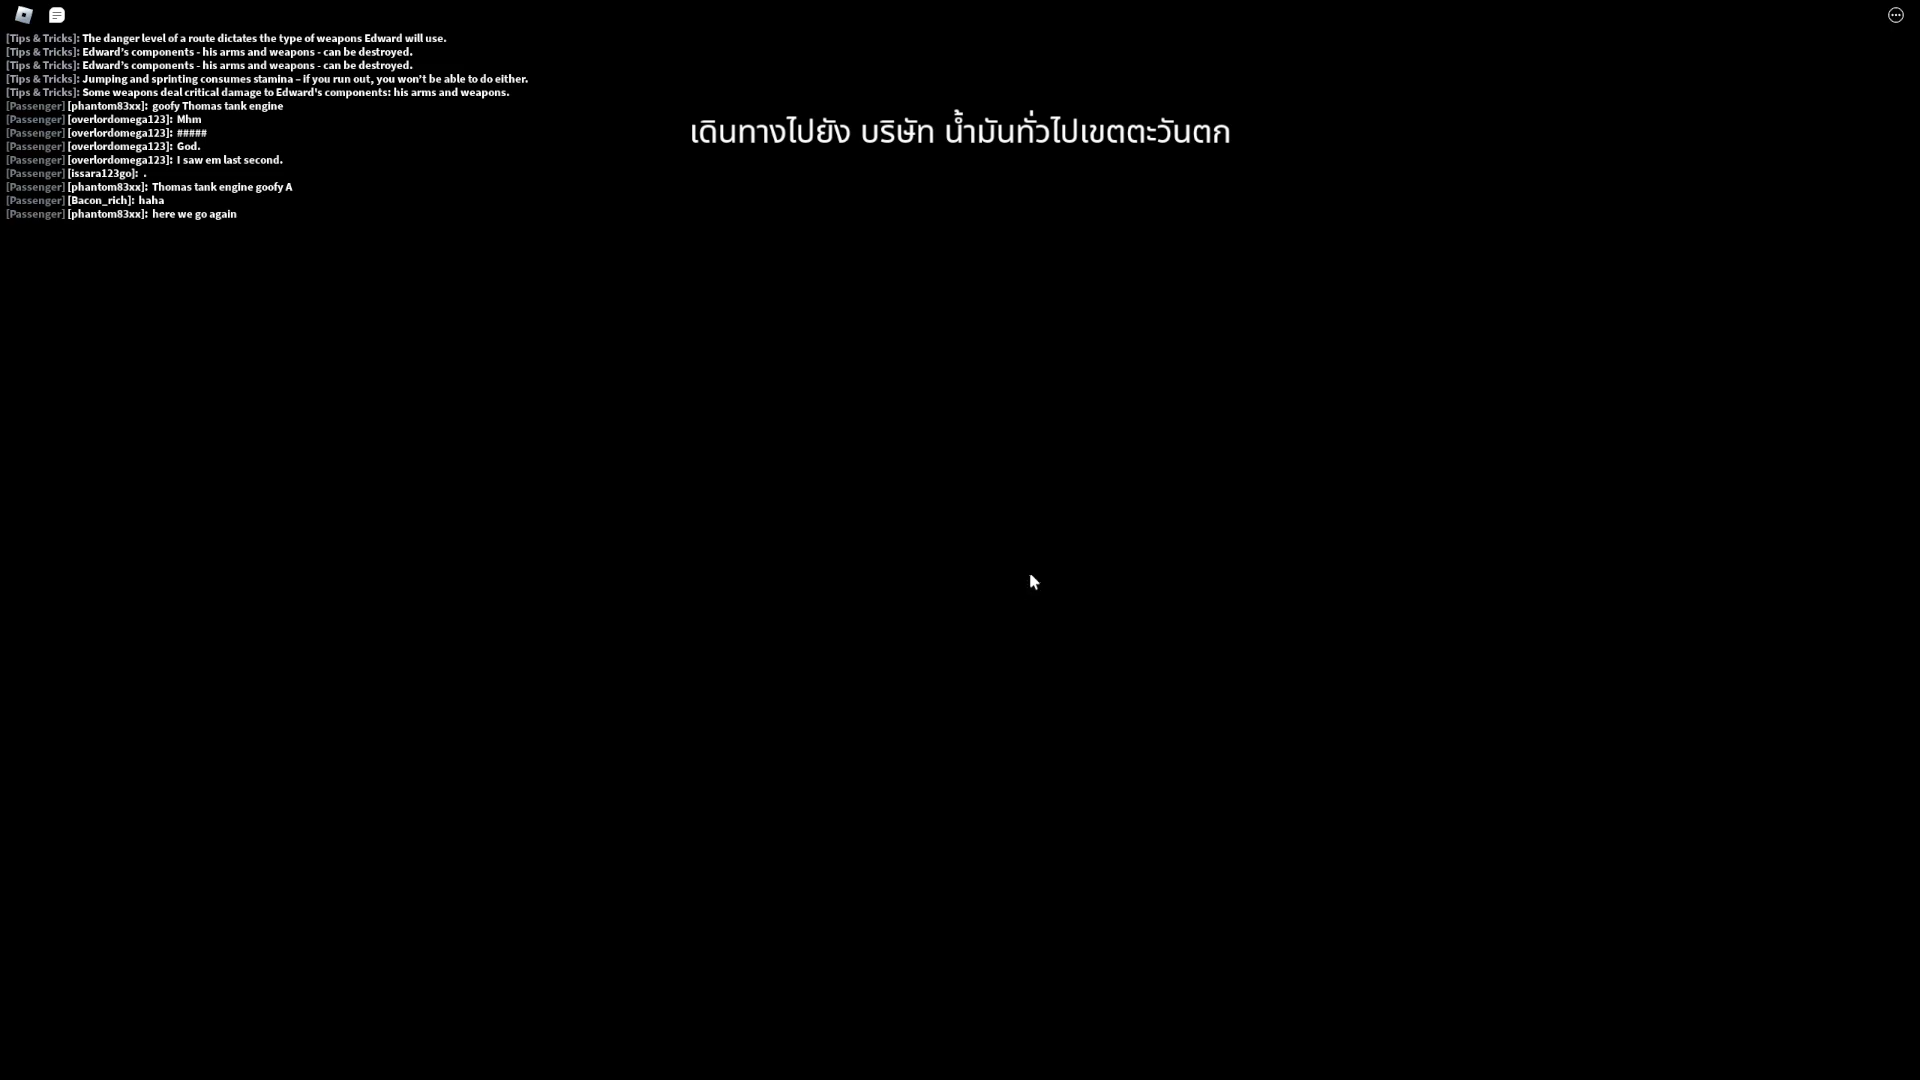 [Tips & Tricks]: The danger level of a route dictates the type of weapons Edward will use.
[Tips & Tricks]: Edward's components - his arms and weapons - can be destroyed.
[Tips & Tricks]: Edward's components - his arms and weapons - can be destroyed.
[Tips & Tricks]: Jumping and sprinting consumes stamina – if you run out, you won't be able to do either.
[Tips & Tricks]: Some weapons deal critical damage to Edward's components: his arms and weapons.
[Passenger] [phantom83xx]: goofy Thomas tank engine
[Passenger] [overlordomega123]: Mhm
[Passenger] [overlordomega123]: #####
[Passenger] [overlordomega123]: God.
[Passenger] [overlordomega123]: I saw em last second.
[Passenger] [issara123go]: .
[Passenger] [phantom83xx]: Thomas tank engine goofy A
[Passenger] [Bacon_rich]: haha
[Passenger] [phantom83xx]: here we go again
เดินทางไปยัง บริษัท น้ำมันทั่วไปเขตตะวันตก